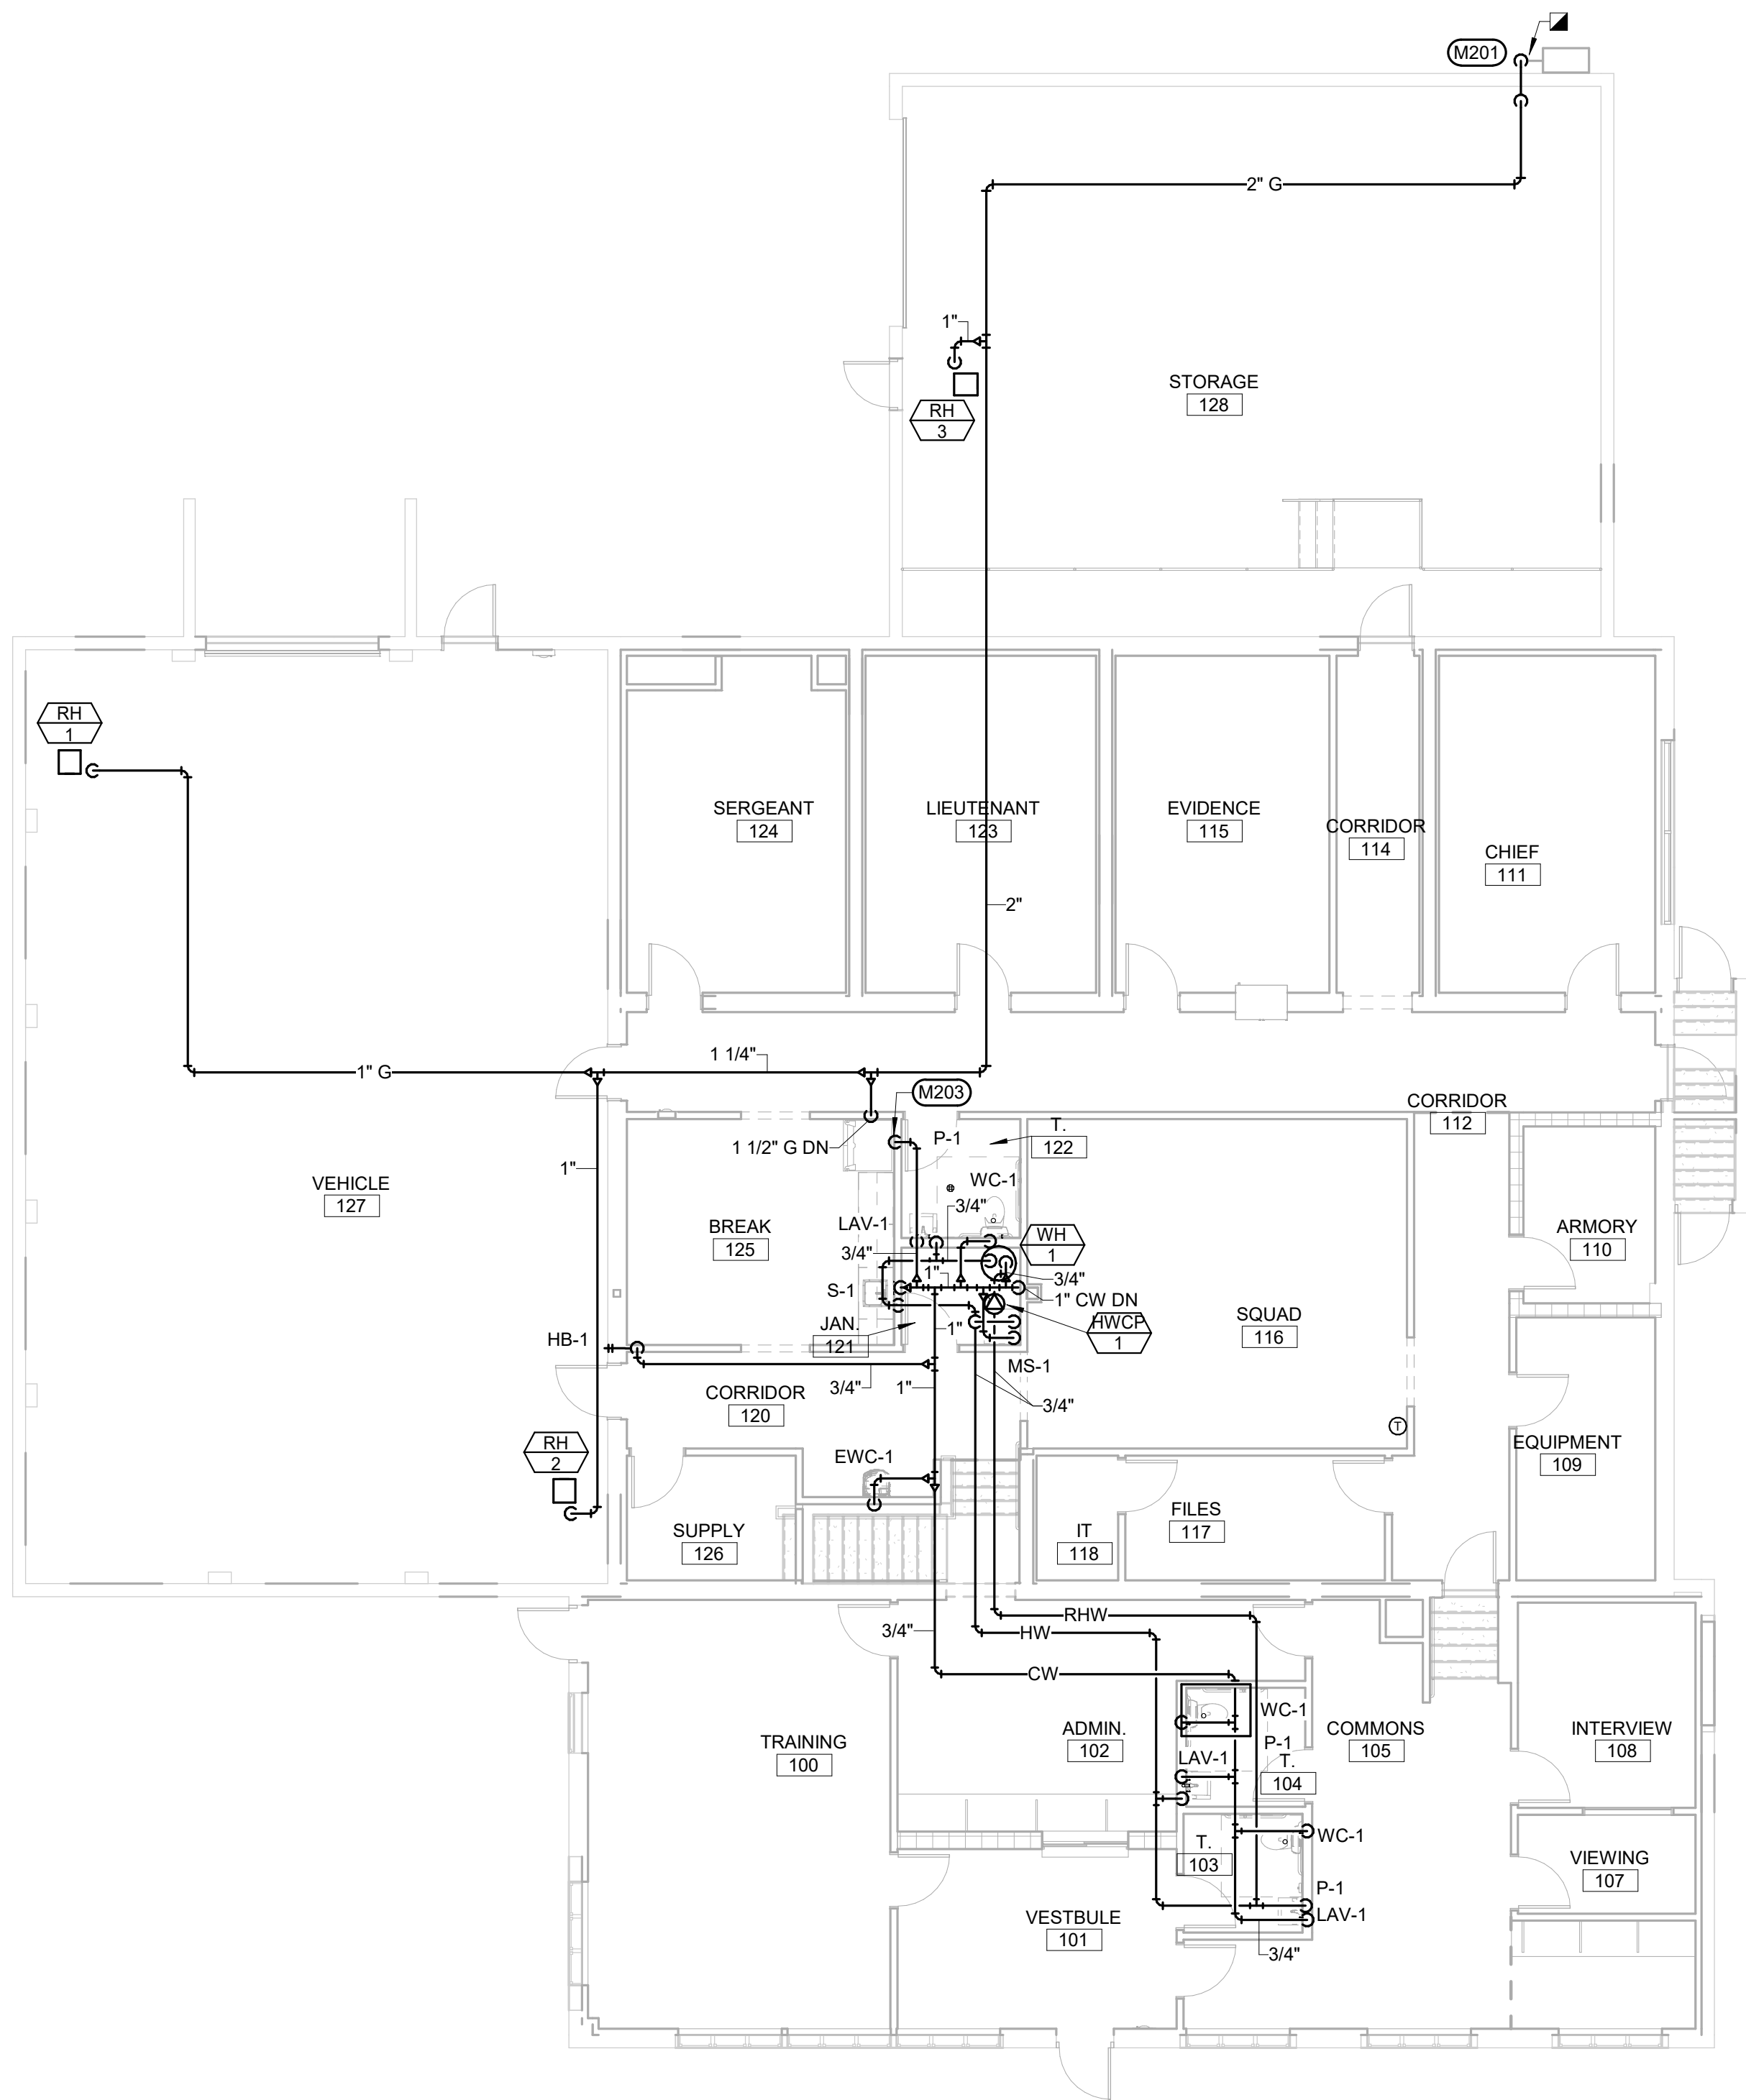 M201
2" G
1"
STORAGE
128
RH
3
RH
1
SERGEANT
124
LIEUTENANT
123
EVIDENCE
115
CORRIDOR
114
CHIEF
111
2"
1 1/4"
1" G
M203
CORRIDOR
112
1 1/2" G DN
P-1
T.
122
1"
VEHICLE
127
WC-1
3/4"
BREAK
125
LAV-1
WH
1
ARMORY
110
3/4"
1"
3/4"
S-1
1" CW DN
SQUAD
116
JAN.
121
1"
HWCP
1
HB-1
MS-1
3/4"
1"
3/4"
CORRIDOR
120
T
RH
2
EWC-1
EQUIPMENT
109
SUPPLY
126
IT
118
FILES
117
RHW
3/4"
HW
CW
WC-1
TRAINING
100
ADMIN.
102
COMMONS
105
INTERVIEW
108
P-1
LAV-1
T.
104
WC-1
T.
103
VIEWING
107
P-1
LAV-1
VESTBULE
101
3/4"